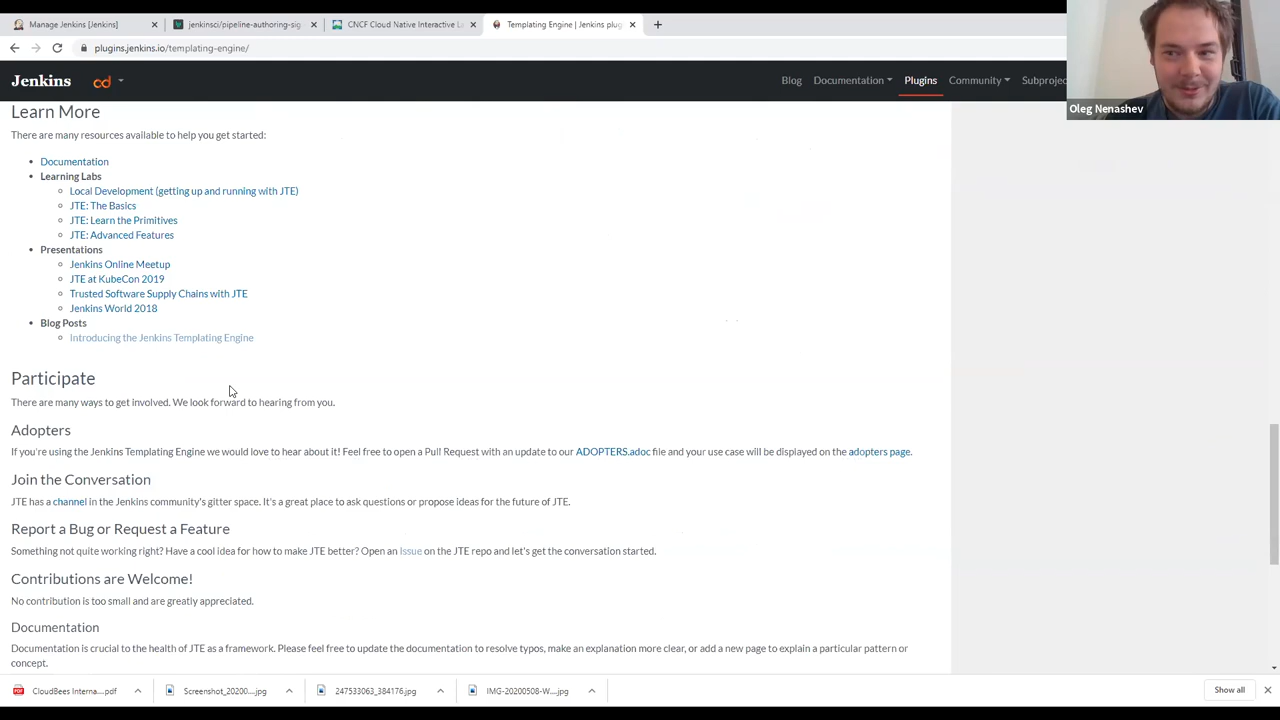 Manage Jenkins [Jenkins]
jenkinsci/pipeline-authoring-sig
CNCF Cloud Native Interactive La
Templating Engine | Jenkins plug
plugins.jenkins.io/templating-engine/
Jenkins cd Blog Documentation Plugins Community Subproj
Oleg Nenashev
Learn More
There are many resources available to help you get started:
Documentation
Learning Labs
Local Development (getting up and running with JTE)
JTE: The Basics
JTE: Learn the Primitives
JTE: Advanced Features
Presentations
Jenkins Online Meetup
JTE at KubeCon 2019
Trusted Software Supply Chains with JTE
Jenkins World 2018
Blog Posts
Introducing the Jenkins Templating Engine
Participate
There are many ways to get involved. We look forward to hearing from you.
Adopters
If you're using the Jenkins Templating Engine we would love to hear about it! Feel free to open a Pull Request with an update to our ADOPTERS.adoc file and your use case will be displayed on the adopters page.
Join the Conversation
JTE has a channel in the Jenkins community's gitter space. It's a great place to ask questions or propose ideas for the future of JTE.
Report a Bug or Request a Feature
Something not quite working right? Have a cool idea for how to make JTE better? Open an Issue on the JTE repo and let's get the conversation started.
Contributions are Welcome!
No contribution is too small and are greatly appreciated.
Documentation
Documentation is crucial to the health of JTE as a framework. Please feel free to update the documentation to resolve typos, make an explanation more clear, or add a new page to explain a particular pattern or
concept.
CloudBees Interna....pdf
Screenshot_20200....jpg
247533063_384176.jpg
IMG-20200508-W....jpg
Show all